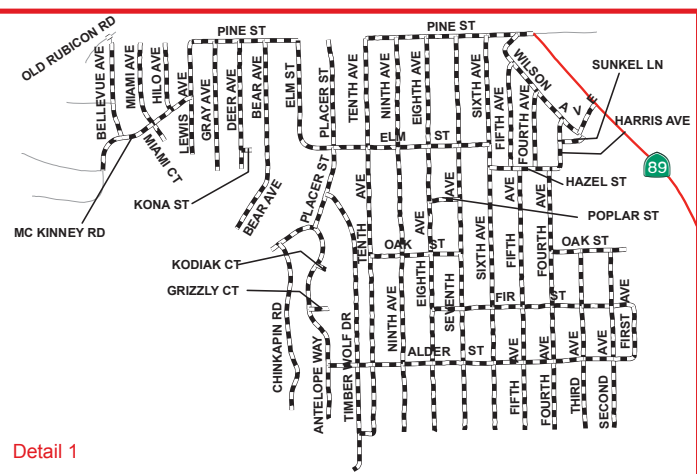 OLD RUBICON RD
PINE ST
PINE ST
BELLEVUE AVE
MIAMI AVE
HILO AVE
LEWIS AVE
GRAY AVE
DEER AVE
BEAR AVE
ELM ST
PLACER ST
TENTH AVE
NINTH AVE
EIGHTH AVE
SIXTH AVE
FIFTH AVE
FOURTH AVE
WILSON AVE
SUNKEL LN
HARRIS AVE
MIAMI CT
ELM ST
89
KONA ST
HAZEL ST
MC KINNEY RD
BEAR AVE
PLACER ST
POPLAR ST
KODIAK CT
GRIZZLY CT
OAK ST
OAK ST
TENTH AVE
EIGHTH AVE
SEVENTH AVE
SIXTH AVE
FIFTH AVE
FOURTH AVE
FIR ST
CHINKAPIN RD
ANTELOPE WAY
TIMBER WOLF DR
NINTH AVE
ALDER ST
FIFTH AVE
FOURTH AVE
THIRD AVE
SECOND AVE
FIRST AVE
Detail 1